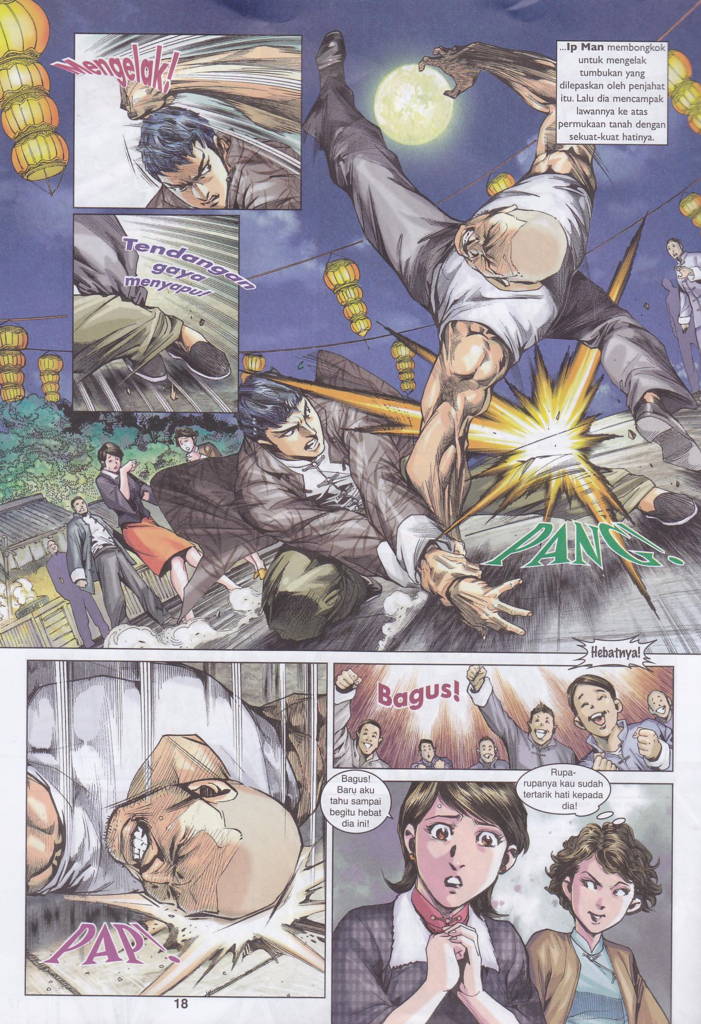 Mengelak!
...Ip Man membongkok
untuk mengelak
tumbukan yang
dilepaskan oleh penjahat
itu. Lalu dia mencampak
lawannya ke atas
permukaan tanah dengan
sekuat-kuat hatinya.
Tendangan
gaya
menyapu!
PANG!
PAP!
Hebatnya!
Bagus!
Bagus!
Baru aku
tahu sampai
begitu hebat
dia ini!
Rupa-
rupanya kau sudah
tertarik hati kepada
dia!
18